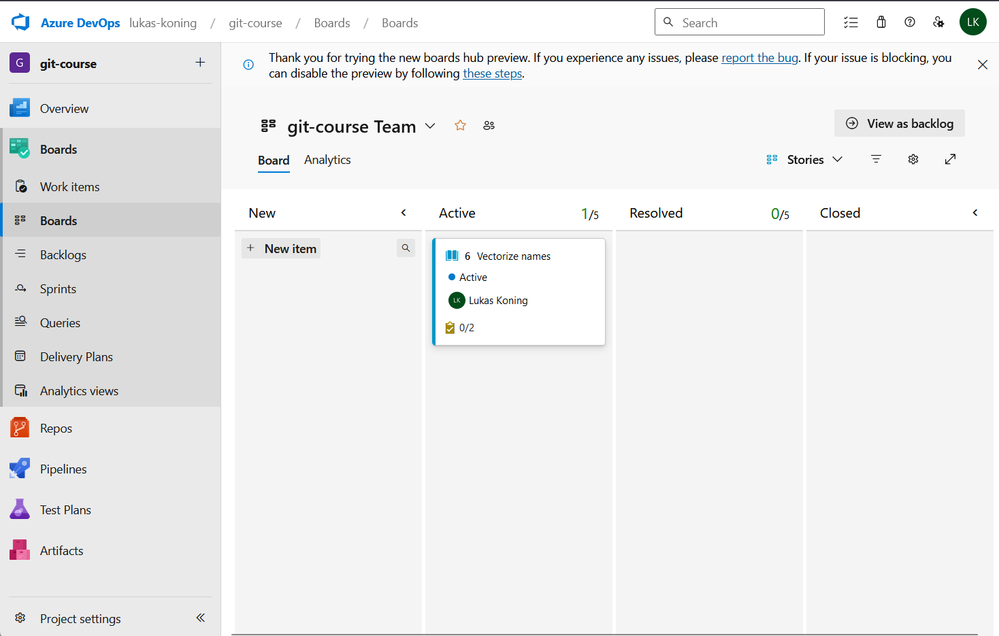 Azure DevOps lukas-koning / git-course / Boards / Boards
Search
LK
G git-course
Overview
Boards
Work items
Boards
Backlogs
Sprints
Queries
Delivery Plans
Analytics views
Repos
Pipelines
Test Plans
Artifacts
Project settings
Thank you for trying the new boards hub preview. If you experience any issues, please report the bug. If your issue is blocking, you
can disable the preview by following these steps.
git-course Team
View as backlog
Board Analytics
Stories
New
Active 1/5
Resolved 0/5
Closed
+ New item
6 Vectorize names
Active
LK Lukas Koning
0/2